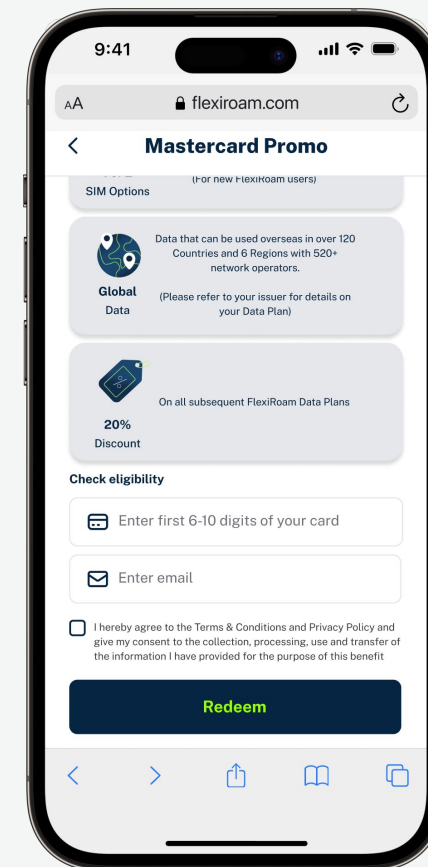 9:41
AA flexiroam.com
Mastercard Promo
SIM Options
(For new FlexiRoam users)
Data that can be used overseas in over 120
Countries and 6 Regions with 520+
network operators.
Global
Data
(Please refer to your issuer for details on
your Data Plan)
On all subsequent FlexiRoam Data Plans
20%
Discount
Check eligibility
Enter first 6-10 digits of your card
Enter email
I hereby agree to the Terms & Conditions and Privacy Policy and
give my consent to the collection, processing, use and transfer of
the information I have provided for the purpose of this benefit
Redeem